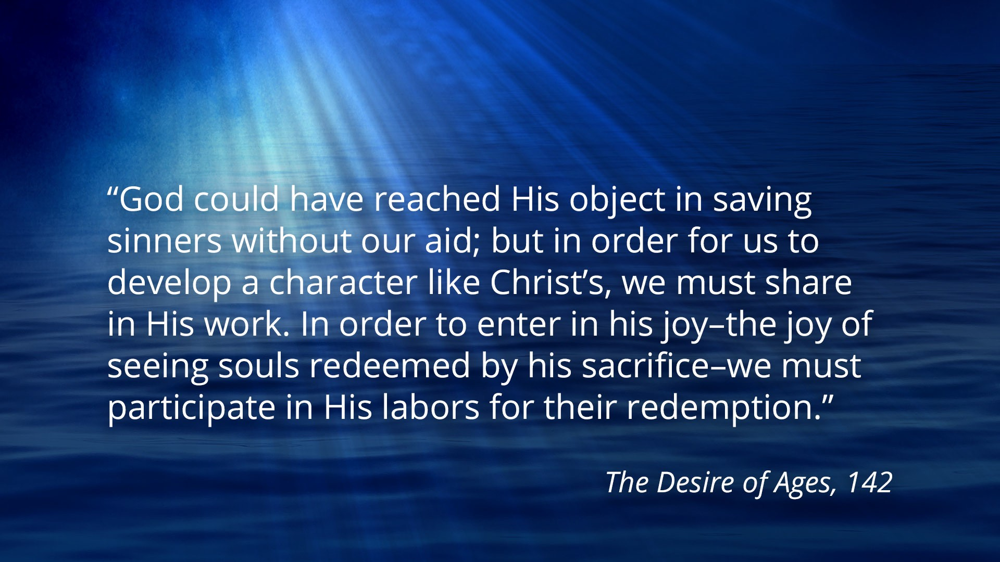 “God could have reached His object in saving
sinners without our aid; but in order for us to
develop a character like Christ’s, we must share
in His work. In order to enter in his joy–the joy of
seeing souls redeemed by his sacrifice–we must
participate in His labors for their redemption.”
The Desire of Ages, 142